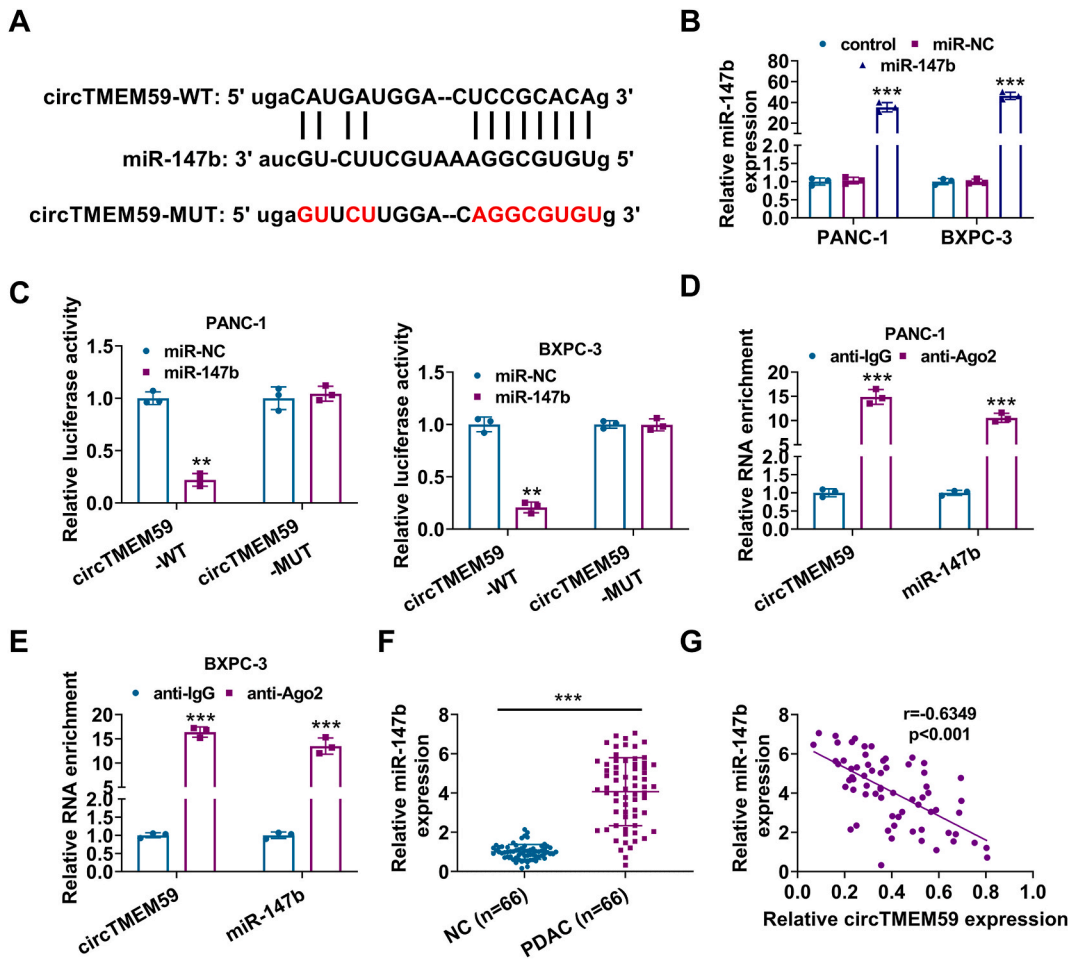 A
circTMEM59-WT: 5' ugaCAUGAUGGA--CUCCGCACAg 3'
miR-147b: 3' aucGU-CUUCGUAAAGGCGUGUg 5'
circTMEM59-MUT: 5' ugaGUUCUUGGA--CAGGCGUGUg 3'
B
control miR-NC
miR-147b
Relative miR-147b
expression
80
60
40
20
0
2.0
1.5
1.0
0.5
0.0
***
***
PANC-1 BXPC-3
C
PANC-1
miR-NC
miR-147b
Relative luciferase activity
1.5
1.0
0.5
0.0
**
circTMEM59
-WT
circTMEM59
-MUT
BXPC-3
miR-NC
miR-147b
Relative luciferase activity
1.5
1.0
0.5
0.0
**
circTMEM59
-WT
circTMEM59
-MUT
D
PANC-1
anti-IgG anti-Ago2
Relative RNA enrichment
20
15
10
5
2.0
1.5
1.0
0.5
0.0
***
***
circTMEM59 miR-147b
E
BXPC-3
anti-IgG anti-Ago2
Relative RNA enrichment
20
15
10
5
2.0
1.5
1.0
0.5
0.0
***
***
circTMEM59 miR-147b
F
Relative miR-147b
expression
8
6
4
2
0
***
NC (n=66) PDAC (n=66)
G
r=-0.6349
p<0.001
Relative miR-147b
expression
8
6
4
2
0
0.0 0.2 0.4 0.6 0.8 1.0
Relative circTMEM59 expression